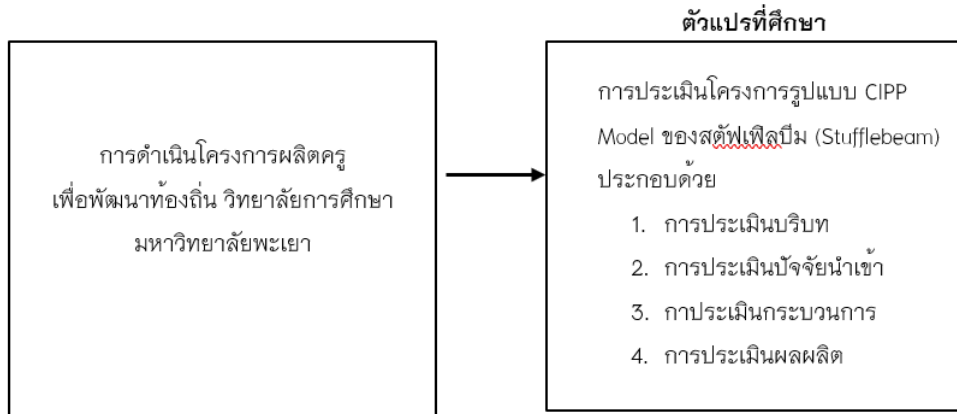 ตัวแปรที่ศึกษา
การดำเนินโครงการผลิตครู
เพื่อพัฒนาท้องถิ่น วิทยาลัยการศึกษา
มหาวิทยาลัยพะเยา
การประเมินโครงการรูปแบบ CIPP
Model ของสตัฟเฟิลบีม (Stufflebeam)
ประกอบด้วย
1. การประเมินบริบท
2. การประเมินปัจจัยนำเข้า
3. กาประเมินกระบวนการ
4. การประเมินผลผลิต